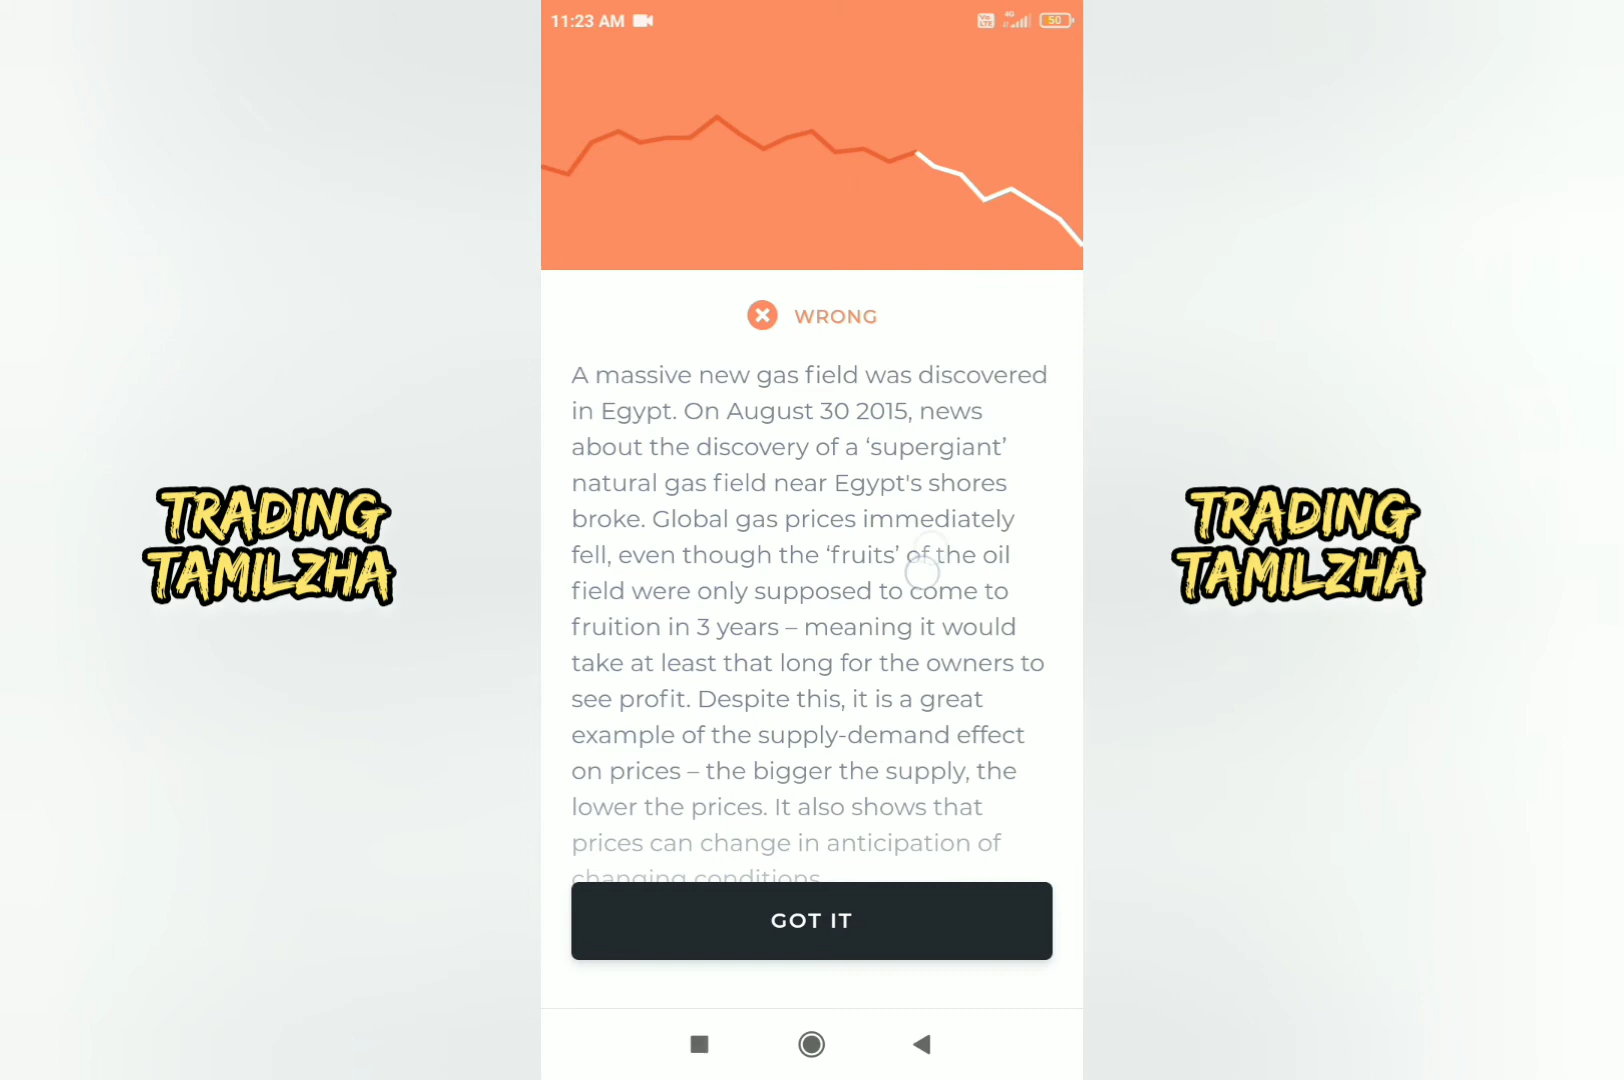 11:23 AM
4G
50
WRONG
A massive new gas field was discovered
in Egypt. On August 30 2015, news
about the discovery of a ‘supergiant’
natural gas field near Egypt's shores
broke. Global gas prices immediately
fell, even though the ‘fruits’ of the oil
field were only supposed to come to
fruition in 3 years – meaning it would
take at least that long for the owners to
see profit. Despite this, it is a great
example of the supply-demand effect
on prices – the bigger the supply, the
lower the prices. It also shows that
prices can change in anticipation of
changing conditions.
GOT IT
TRADING
TAMILZHA
TRADING
TAMILZHA